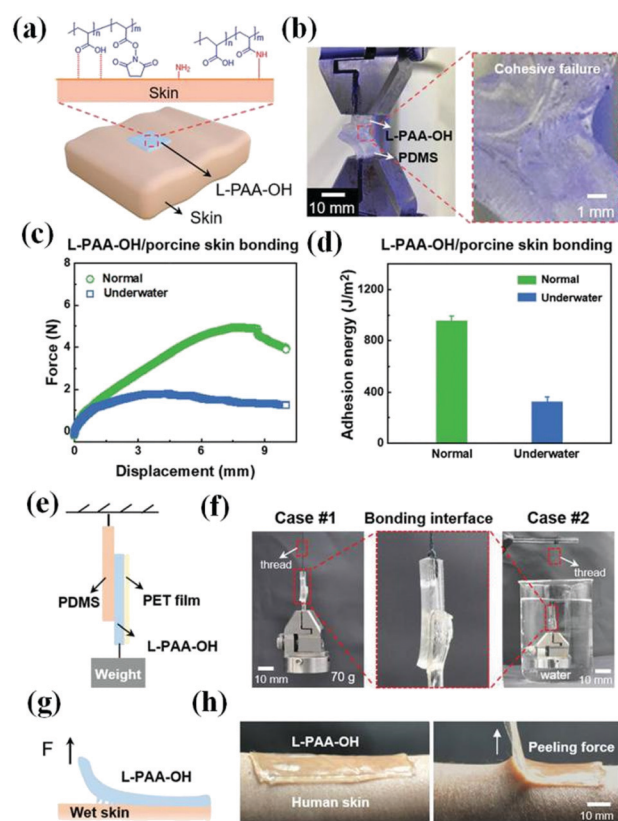 (a)
n
m
n
m
O
OH
O
O
O
N
O
NH₂
O
OH
O
NH
Skin
L-PAA-OH
Skin
(b)
L-PAA-OH
PDMS
10 mm
Cohesive failure
1 mm
(c)
L-PAA-OH/porcine skin bonding
Normal
Underwater
Force (N)
8
6
4
2
0
0
3
6
9
Displacement (mm)
(d)
L-PAA-OH/porcine skin bonding
Normal
Underwater
Adhesion energy (J/m²)
1200
800
400
0
Normal
Underwater
(e)
PDMS
PET film
L-PAA-OH
Weight
(f)
Case #1
thread
10 mm
70 g
Bonding interface
Case #2
thread
water
10 mm
(g)
F
L-PAA-OH
Wet skin
(h)
L-PAA-OH
Human skin
Peeling force
10 mm